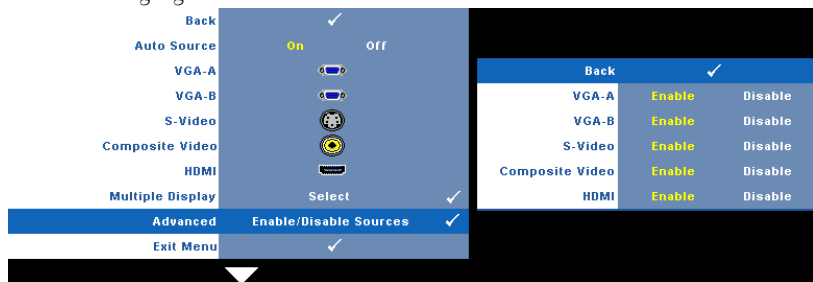 Back ✓
Auto Source On Off
VGA-A
VGA-B
S-Video
Composite Video
HDMI
Multiple Display Select ✓
Advanced Enable/Disable Sources ✓
Exit Menu ✓
Back ✓
VGA-A Enable Disable
VGA-B Enable Disable
S-Video Enable Disable
Composite Video Enable Disable
HDMI Enable Disable